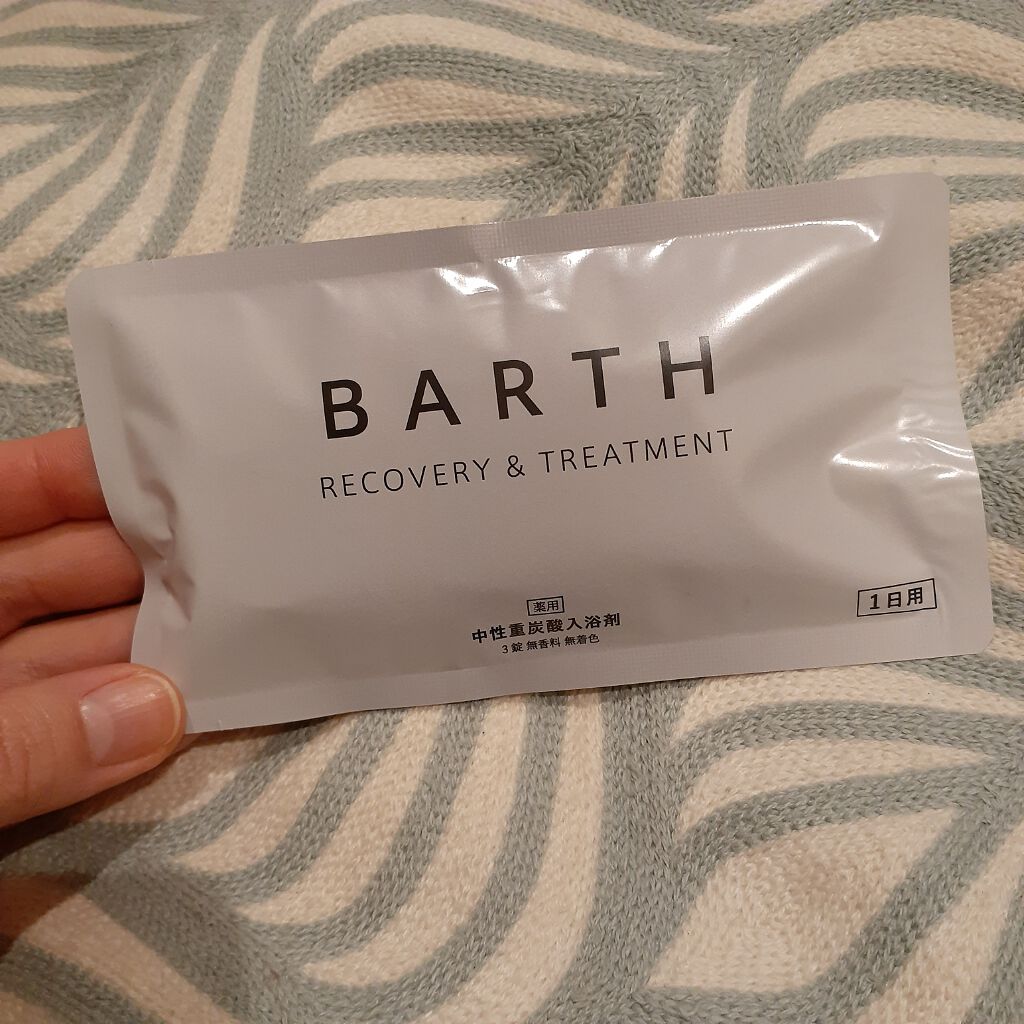 BARTH
RECOVERY & TREATMENT
薬用
中性重炭酸入浴剤
3錠 無香料 無着色
1日用